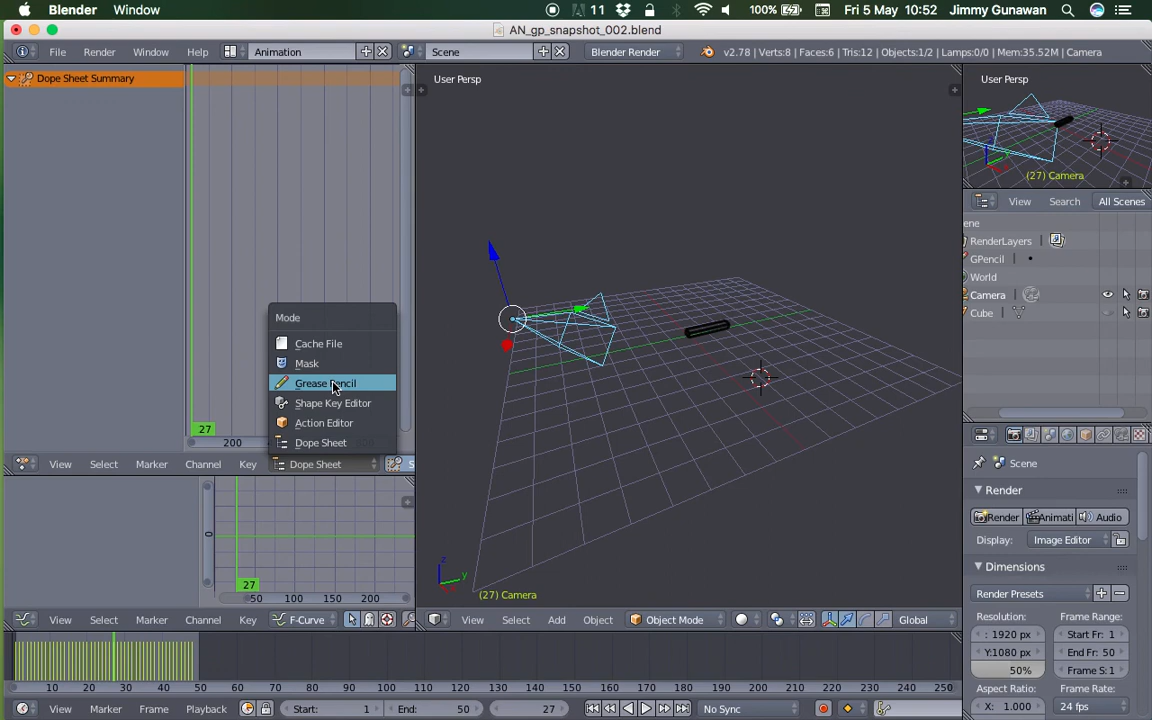 Blender Window 11 100% Fri 5 May 10:52 Jimmy Gunawan
AN_gp_snapshot_002.blend
File Render Window Help Animation Scene Blender Render v2.78 | Verts:8 | Faces:6 | Tris:12 | Objects:1/2 | Lamps:0/0 | Mem:35.52M | Camera
Dope Sheet Summary
User Persp
User Persp
(27) Camera
View Search All Scenes
ene
RenderLayers
GPencil
World
Camera
Cube
Mode
Cache File
Mask
Grease Pencil
Shape Key Editor
Action Editor
Dope Sheet
27
200
View Select Marker Channel Key Dope Sheet S
0
27
50 100 150 200
(27) Camera
z
y
View Select Marker Channel Key F-Curve
View Select Add Object Object Mode Global
Scene
Render
Render Animati Audio
Display: Image Editor
Dimensions
Render Presets
Resolution: Frame Range:
: 1920 px Start Fr: 1
Y:1080 px End Fr: 50
50% Frame S:1
Aspect Ratio: Frame Rate:
X: 1.000 24 fps
10 20 30 40 50 60 70 80 90 100 110 120 130 140 150 160 170 180 190 200 210 220 230 240 250
View Marker Frame Playback Start: 1 End: 50 27 No Sync